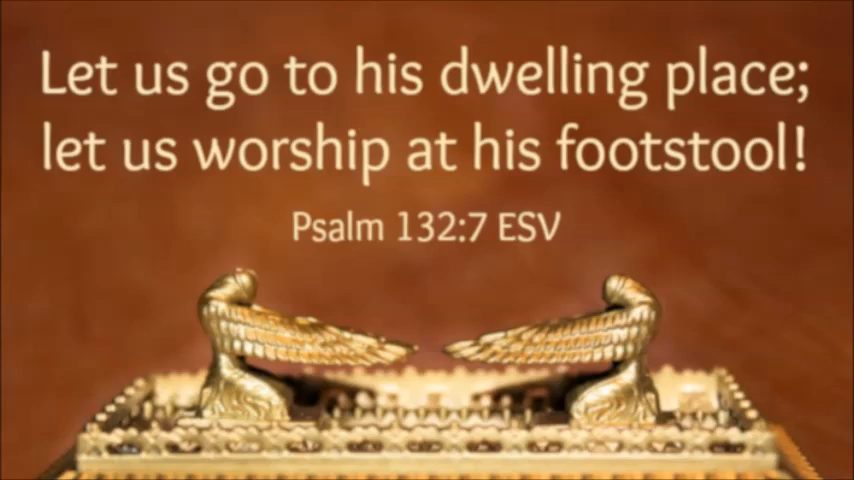 Let us go to his dwelling place;
let us worship at his footstool!
Psalm 132:7 ESV